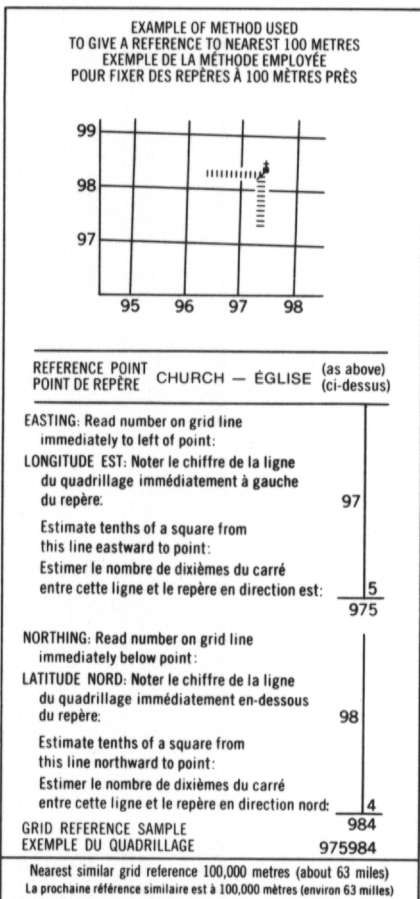 EXAMPLE OF METHOD USED
TO GIVE A REFERENCE TO NEAREST 100 METRES
EXEMPLE DE LA MÉTHODE EMPLOYÉE
POUR FIXER DES REPÈRES À 100 MÈTRES PRÈS
99
98
97
95 96 97 98
REFERENCE POINT
POINT DE REPÈRE
CHURCH — ÉGLISE
(as above)
(ci-dessus)
EASTING: Read number on grid line
immediately to left of point:
LONGITUDE EST: Noter le chiffre de la ligne
du quadrillage immédiatement à gauche
du repère: 97
Estimate tenths of a square from
this line eastward to point:
Estimer le nombre de dixièmes du carré
entre cette ligne et le repère en direction est: 5
975
NORTHING: Read number on grid line
immediately below point:
LATITUDE NORD: Noter le chiffre de la ligne
du quadrillage immédiatement en-dessous
du repère: 98
Estimate tenths of a square from
this line northward to point:
Estimer le nombre de dixièmes du carré
entre cette ligne et le repère en direction nord: 4
984
GRID REFERENCE SAMPLE
EXEMPLE DU QUADRILLAGE 975984
Nearest similar grid reference 100,000 metres (about 63 miles)
La prochaine référence similaire est à 100,000 mètres (environ 63 milles)